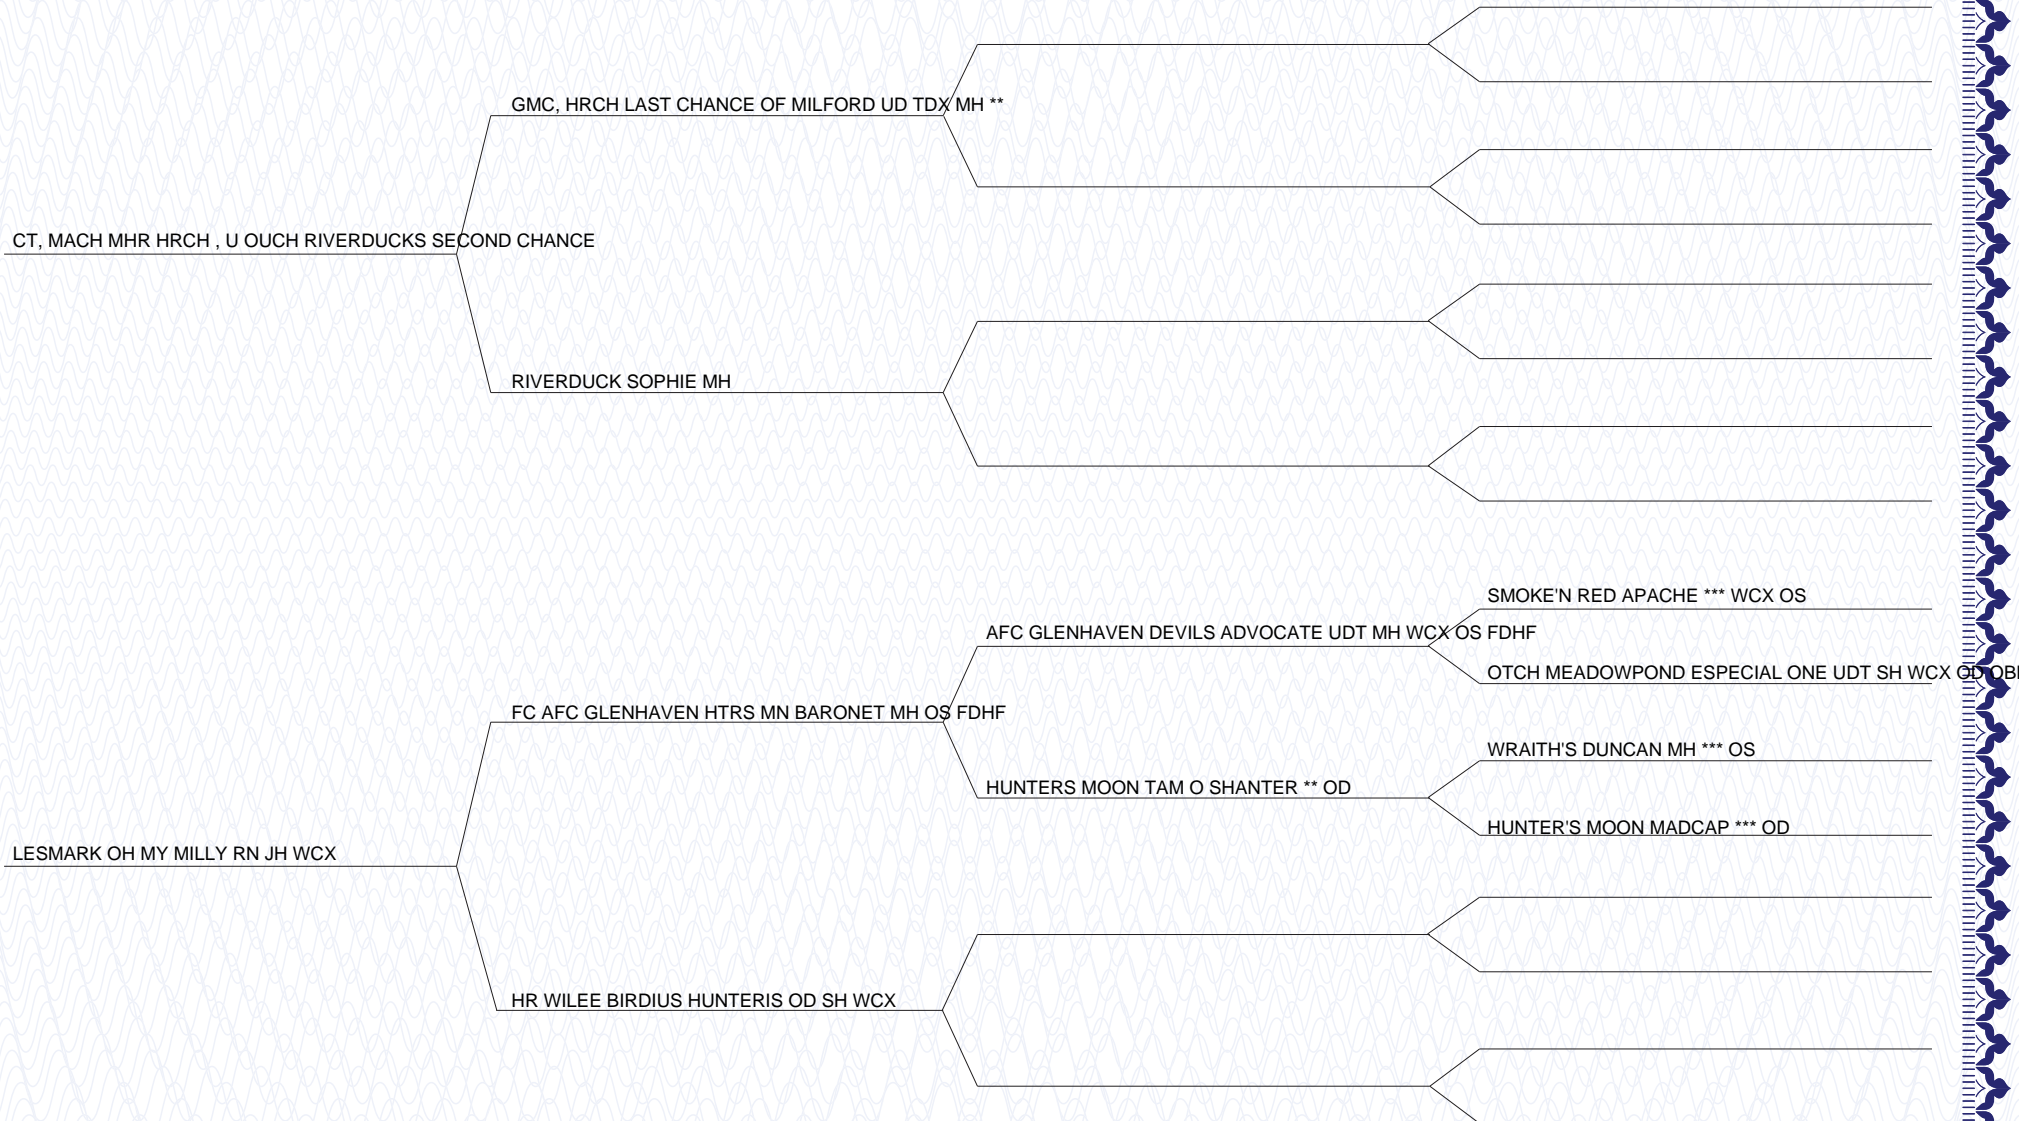 GMC, HRCH LAST CHANCE OF MILFORD UD TDX MH **
CT, MACH MHR HRCH , U OUCH RIVERDUCKS SECOND CHANCE
RIVERDUCK SOPHIE MH
SMOKE'N RED APACHE *** WCX OS
AFC GLENHAVEN DEVILS ADVOCATE UDT MH WCX OS FDHF
OTCH MEADOWPOND ESPECIAL ONE UDT SH WCX OD
FC AFC GLENHAVEN HTRS MN BARONET MH OS FDHF
WRAITH'S DUNCAN MH *** OS
HUNTERS MOON TAM O SHANTER ** OD
HUNTER'S MOON MADCAP *** OD
LESMARK OH MY MILLY RN JH WCX
HR WILEE BIRDIUS HUNTERIS OD SH WCX